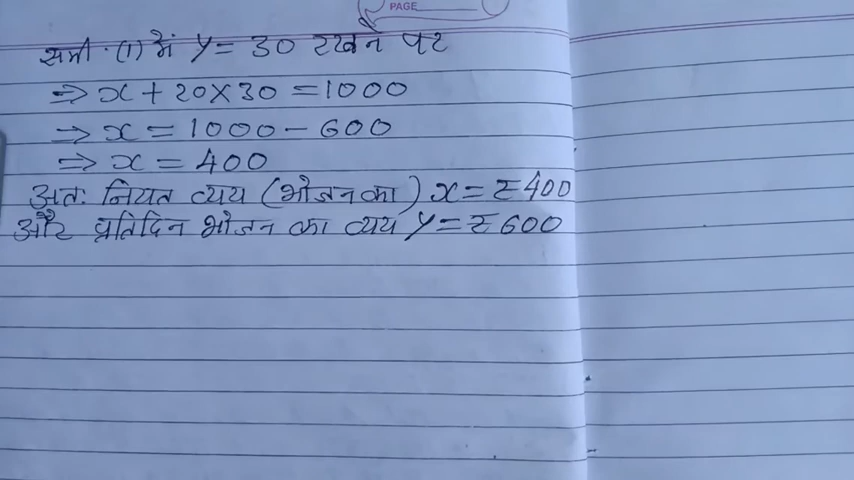 PAGE
समी. (1) में y = 30 रखने पर
⇒ x + 20 × 30 = 1000
⇒ x = 1000 - 600
⇒ x = 400
अतः नियत व्यय (भोजन का) x = ₹ 400
और प्रतिदिन भोजन का व्यय y = ₹ 600